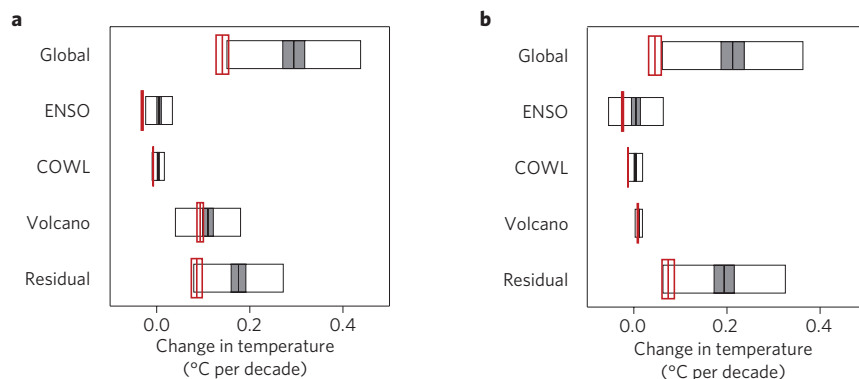 a
Global
ENSO
COWL
Volcano
Residual
0.0 0.2 0.4
Change in temperature
(°C per decade)
b
Global
ENSO
COWL
Volcano
Residual
0.0 0.2 0.4
Change in temperature
(°C per decade)